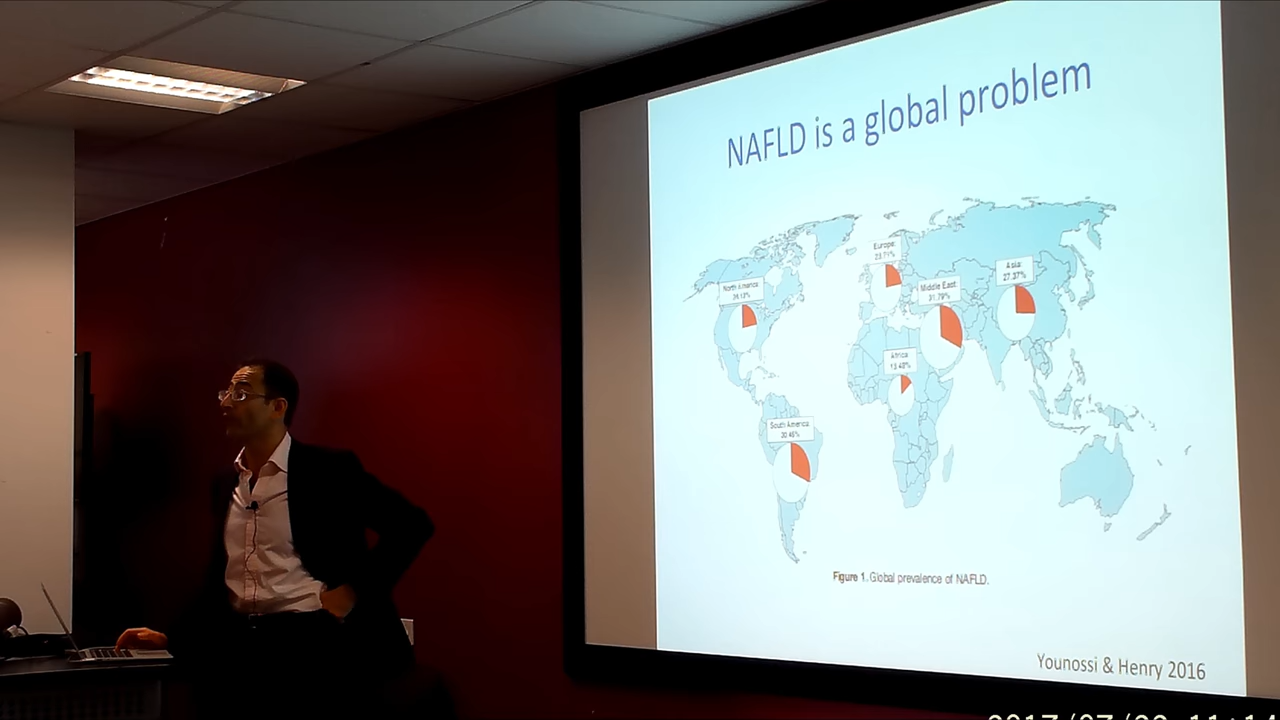 NAFLD is a global problem
Europe
23.71%
Asia
27.37%
North America
Middle East
31.79%
Africa
13.48%
South America
30.45%
Figure 1. Global prevalence of NAFLD.
Younossi & Henry 2016